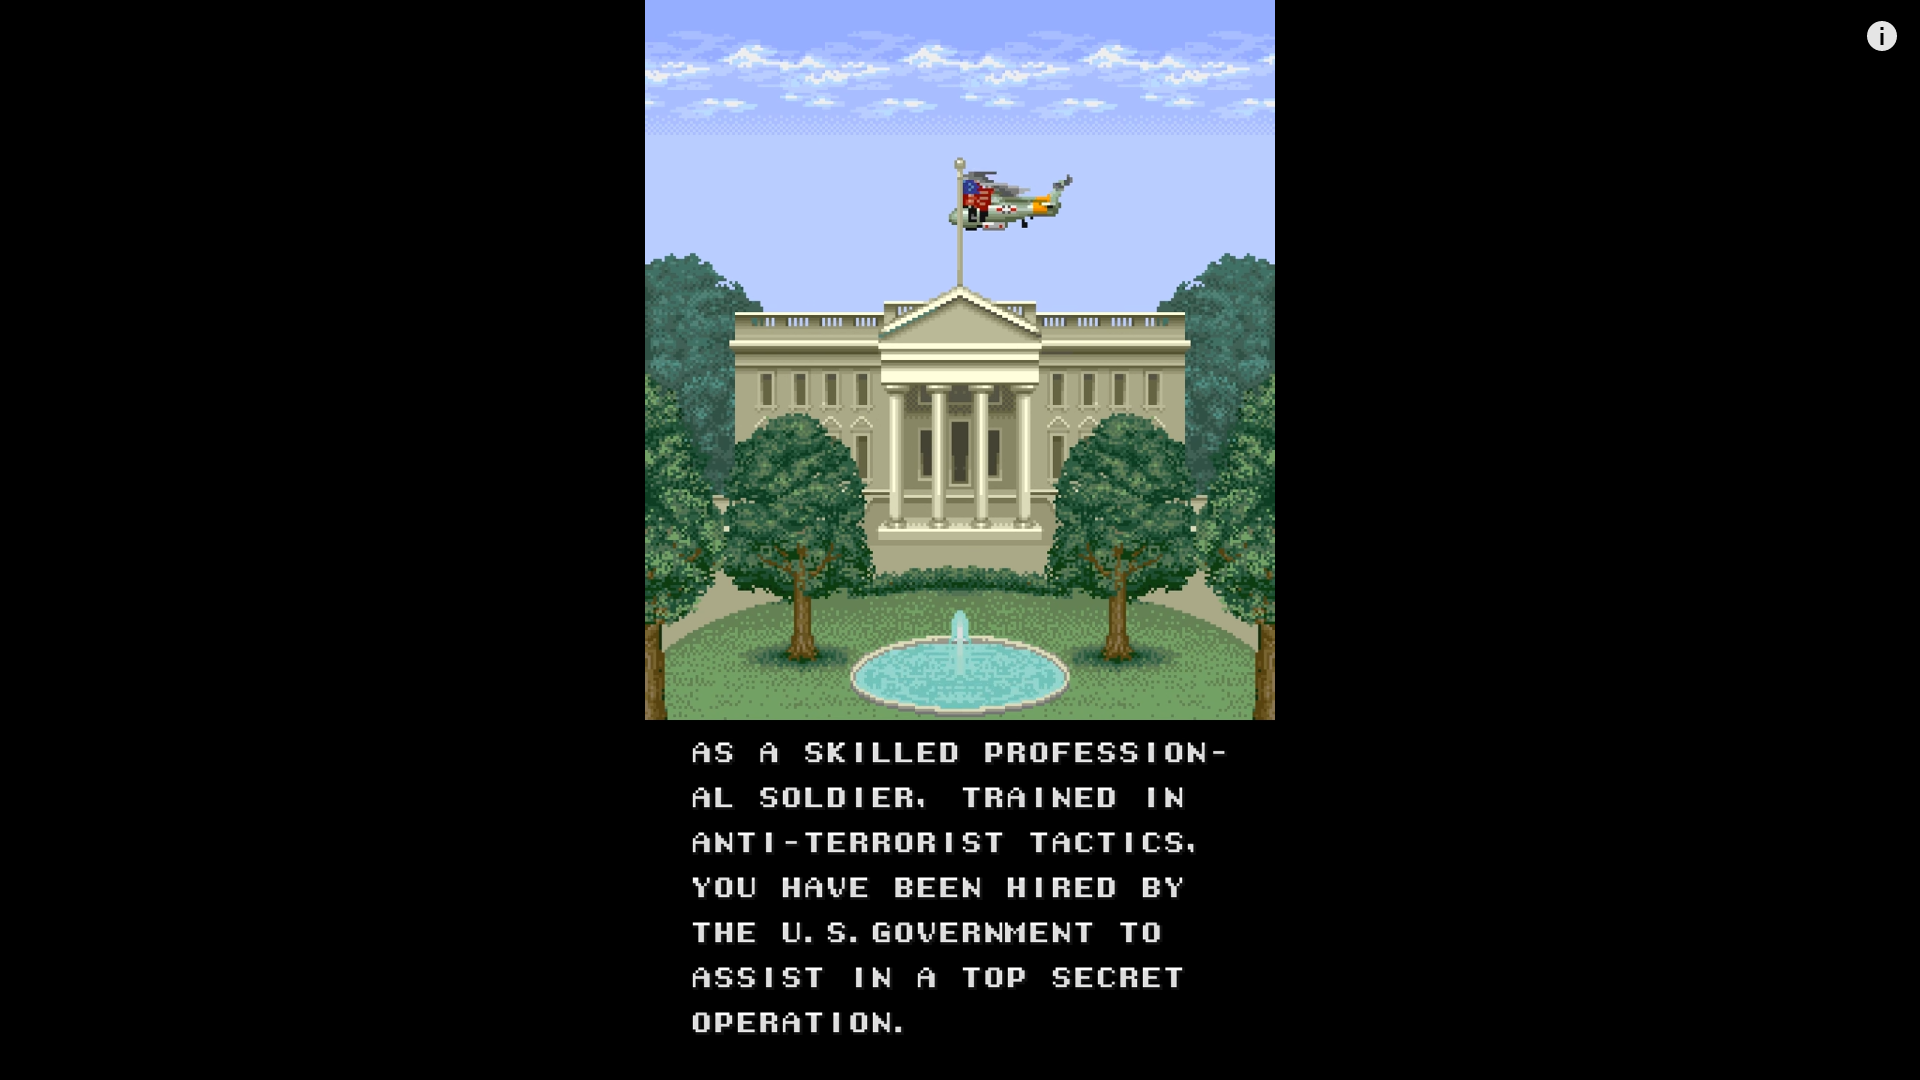 AS A SKILLED PROFESSION-
AL SOLDIER, TRAINED IN
ANTI-TERRORIST TACTICS,
YOU HAVE BEEN HIRED BY
THE U.S.GOVERNMENT TO
ASSIST IN A TOP SECRET
OPERATION.